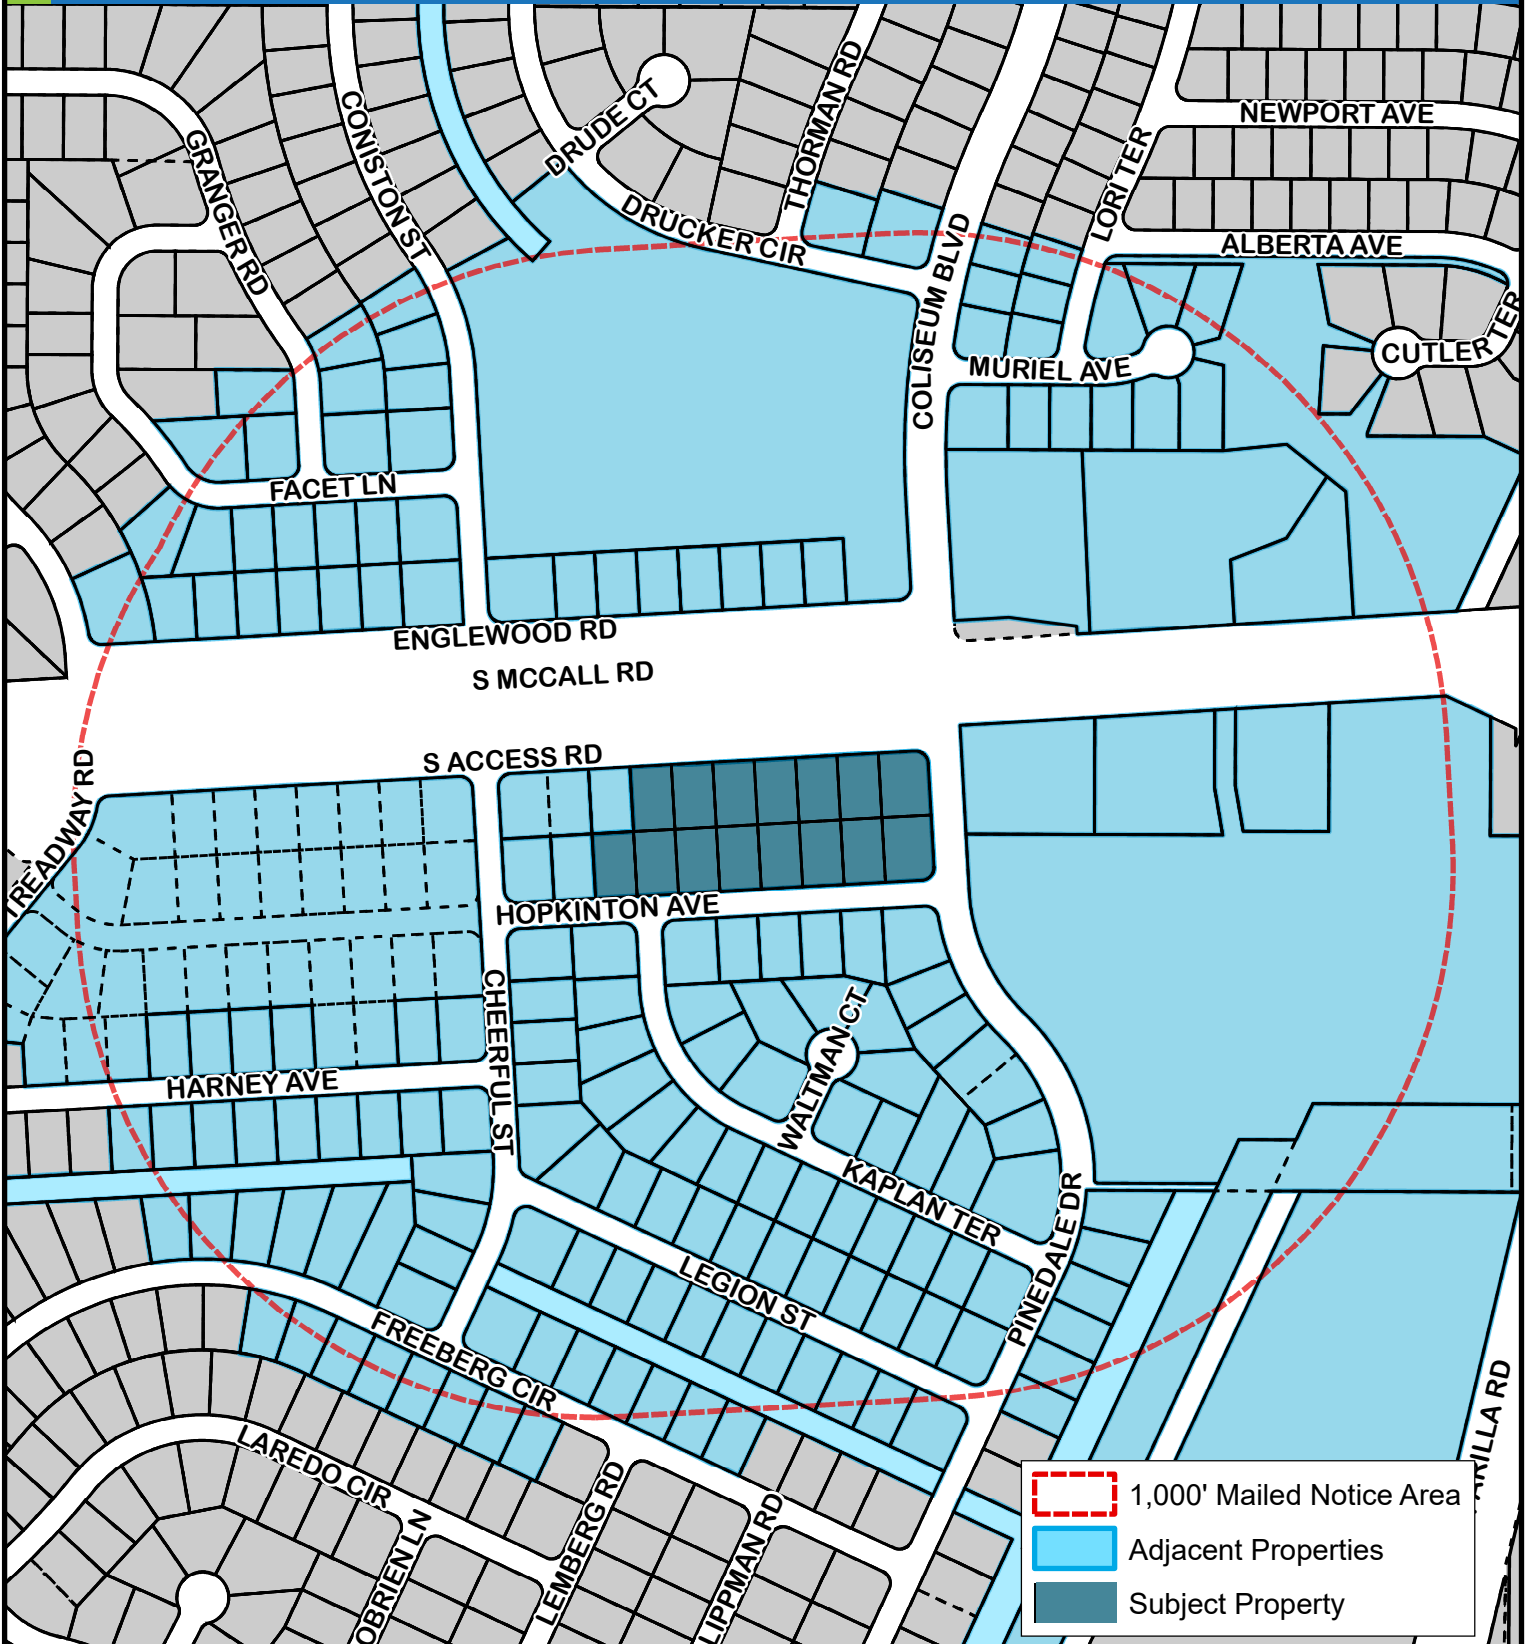 NEWPORT AVE
DRUDE CT
THORMAN RD
CONISTON ST
GRANGER RD
LORI TER
DRUCKER CIR
ALBERTA AVE
COLISEUM BLVD
CUTLER TER
MURIEL AVE
FACET LN
ENGLEWOOD RD
S MCCALL RD
S ACCESS RD
TREADWAY RD
HOPKINTON AVE
CHEERFUL ST
WALTMAN CT
HARNEY AVE
KAPLAN TER
PINEDALE DR
LEGION ST
FREEBERG CIR
LAREDO CIR
OBRIEN LN
LEMBERG RD
LIPPMAN RD
ARILLA RD
1,000' Mailed Notice Area
Adjacent Properties
Subject Property